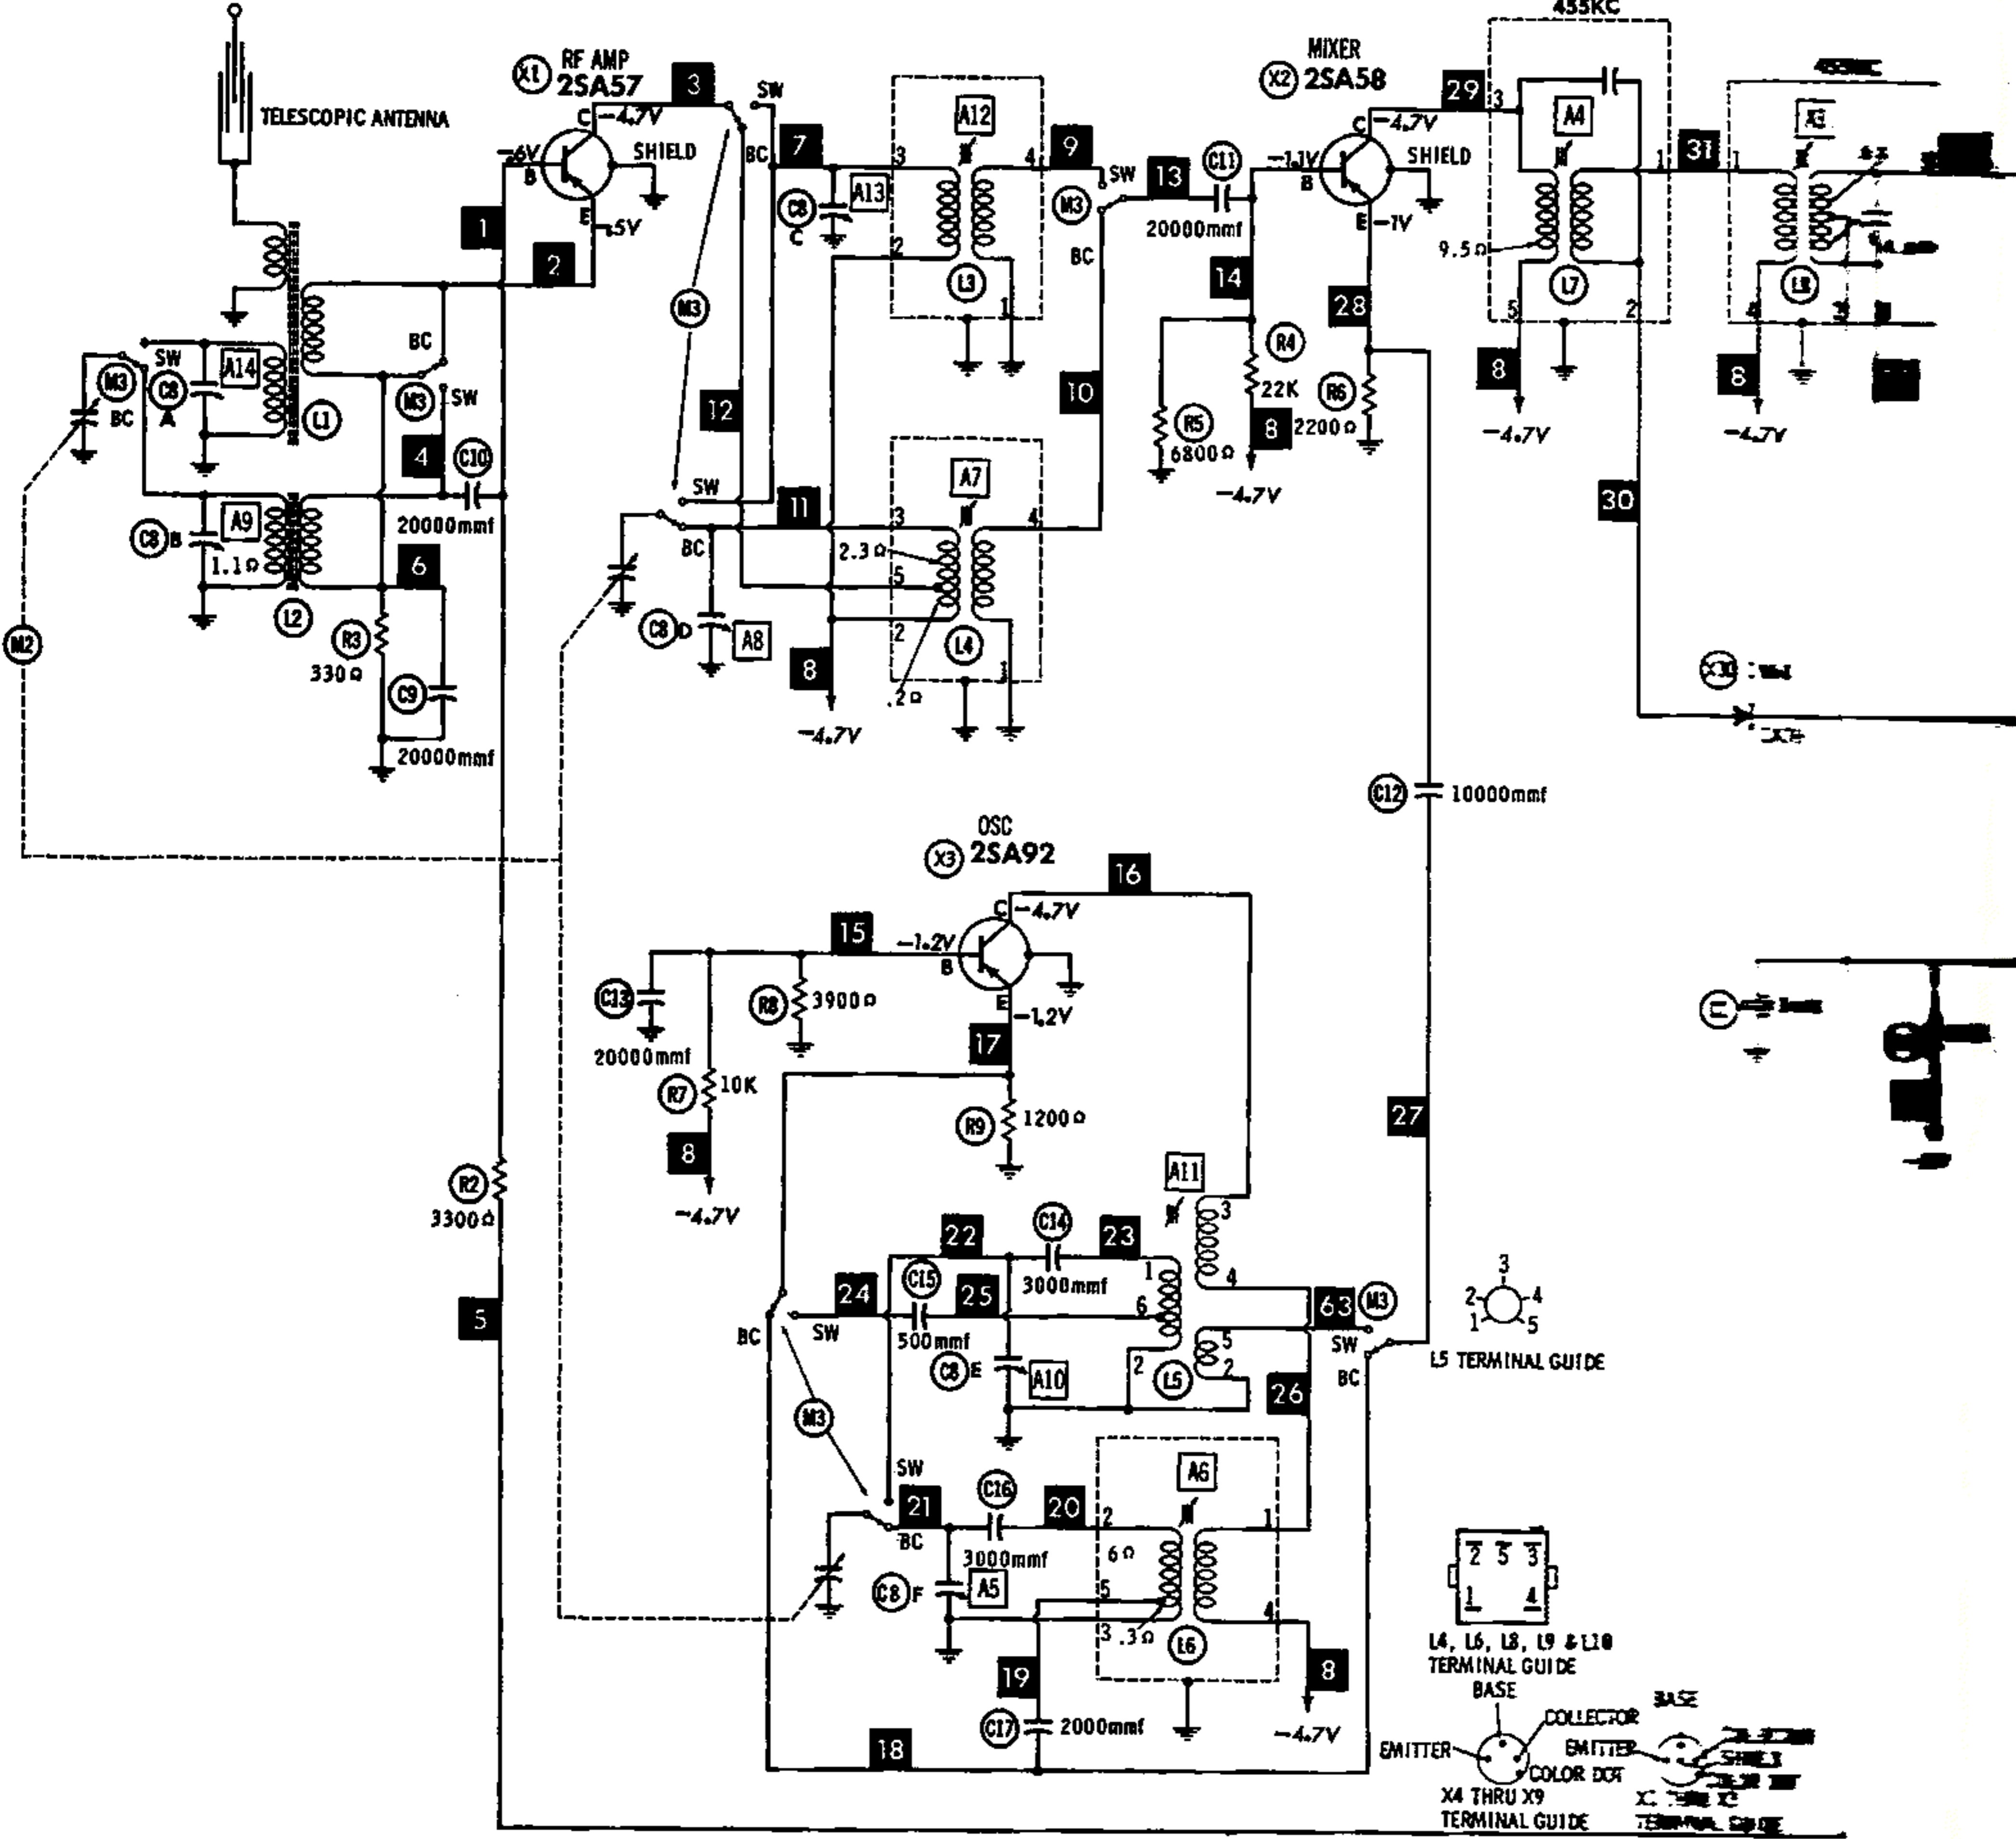 455KC
RF AMP
X1 2SA57
MIXER
X2 2SA58
TELESCOPIC ANTENNA
C -4.7V
-.6V
B
SHIELD
E
-.5V
1
2
3
SW
BC
7
A12
3
4
9
C8
C
A13
2
L3
1
M3
SW
BC
13
C11
20000mmf
-1.1V
B
C -4.7V
SHIELD
E -1V
29
3
A4
1
31
1
9.5Ω
L7
5
2
8
-4.7V
L8
8
-4.7V
14
28
R4
22K
8
-4.7V
R5
6800Ω
R6
2200Ω
BC
M3
SW
M3
SW
BC
C8
A
A14
L1
4
C10
20000mmf
A9
C8 B
1.1Ω
L2
6
R3
330Ω
C9
20000mmf
M2
M3
12
SW
BC
11
A7
3
4
10
2.3Ω
5
2
L4
1
.2Ω
C8 D
A8
8
-4.7V
30
C12
10000mmf
OSC
X3 2SA92
16
C -4.7V
15
-1.2V
B
E
-1.2V
C13
20000mmf
R8
3900Ω
17
R7
10K
8
-4.7V
R9
1200Ω
R2
3300Ω
5
27
A11
3
4
22
C14
3000mmf
23
1
6
24
C15
500mmf
25
BC
SW
C8 E
A10
2
L5
5
2
63
M3
SW
BC
26
3
2
4
1
5
L5 TERMINAL GUIDE
M3
SW
21
BC
C16
3000mmf
20
A6
2
1
6Ω
5
3 .3Ω
4
L6
C8 F
A5
19
C17
2000mmf
8
-4.7V
18
2 5 3
1 4
L4, L6, L8, L9 & L10
TERMINAL GUIDE
BASE
COLLECTOR
EMITTER
COLOR DOT
X4 THRU X9
TERMINAL GUIDE
BASE
EMITTER